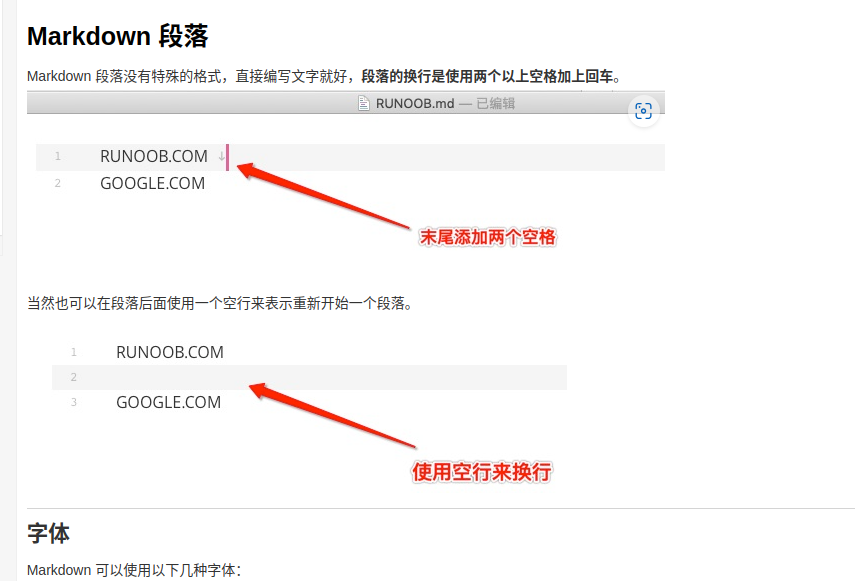 Markdown 段落
Markdown 段落没有特殊的格式，直接编写文字就好，段落的换行是使用两个以上空格加上回车。
RUNOOB.md — 已编辑
1 RUNOOB.COM ↓
2 GOOGLE.COM
末尾添加两个空格
当然也可以在段落后面使用一个空行来表示重新开始一个段落。
1 RUNOOB.COM
2
3 GOOGLE.COM
使用空行来换行
字体
Markdown 可以使用以下几种字体：